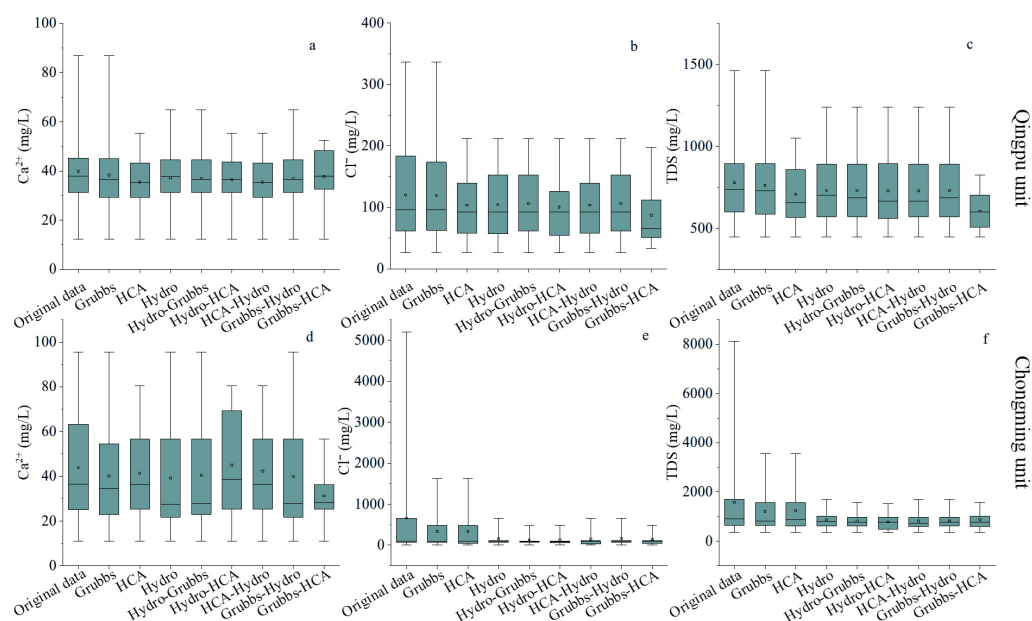 100
80
60
40
20
0
Ca²⁺ (mg/L)
a
Original data
Grubbs
HCA
Hydro
Hydro-Grubbs
Hydro-HCA
HCA-Hydro
Grubbs-Hydro
Grubbs-HCA
400
300
200
100
0
Cl⁻ (mg/L)
b
Original data
Grubbs
HCA
Hydro
Hydro-Grubbs
Hydro-HCA
HCA-Hydro
Grubbs-Hydro
Grubbs-HCA
1500
1000
500
TDS (mg/L)
c
Original data
Grubbs
HCA
Hydro
Hydro-Grubbs
Hydro-HCA
HCA-Hydro
Grubbs-Hydro
Grubbs-HCA
Qingpu unit
100
80
60
40
20
0
Ca²⁺ (mg/L)
d
Original data
Grubbs
HCA
Hydro
Hydro-Grubbs
Hydro-HCA
HCA-Hydro
Grubbs-Hydro
Grubbs-HCA
5000
4000
3000
2000
1000
0
Cl⁻ (mg/L)
e
Original data
Grubbs
HCA
Hydro
Hydro-Grubbs
Hydro-HCA
HCA-Hydro
Grubbs-Hydro
Grubbs-HCA
8000
6000
4000
2000
0
TDS (mg/L)
f
Original data
Grubbs
HCA
Hydro
Hydro-Grubbs
Hydro-HCA
HCA-Hydro
Grubbs-Hydro
Grubbs-HCA
Chongming unit